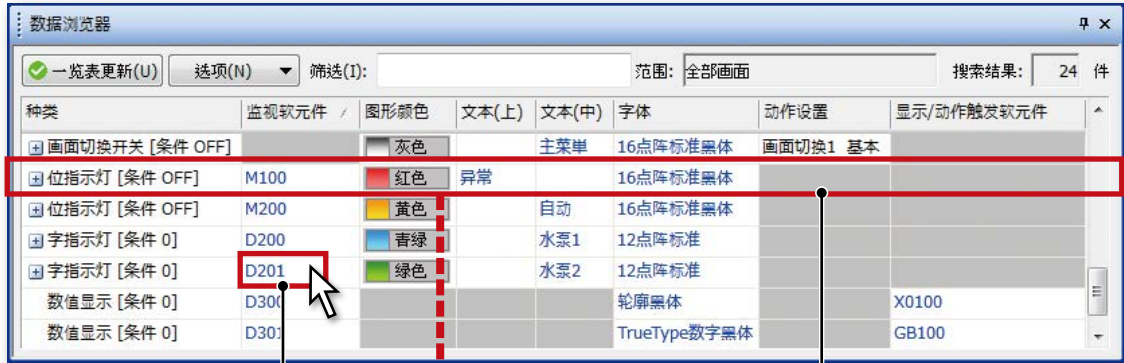 数据浏览器
一览表更新(U) 选项(N) 筛选(I): 范围: 全部画面 搜索结果: 24 件
种类 监视软元件 图形颜色 文本(上) 文本(中) 字体 动作设置 显示/动作触发软元件
画面切换开关 [条件 OFF] 灰色 主菜单 16点阵标准黑体 画面切换1 基本
位指示灯 [条件 OFF] M100 红色 异常 16点阵标准黑体
位指示灯 [条件 OFF] M200 黄色 自动 16点阵标准黑体
字指示灯 [条件 0] D200 青绿 水泵1 12点阵标准
字指示灯 [条件 0] D201 绿色 水泵2 12点阵标准
数值显示 [条件 0] D300 轮廓黑体 X0100
数值显示 [条件 0] D301 TrueType数字黑体 GB100